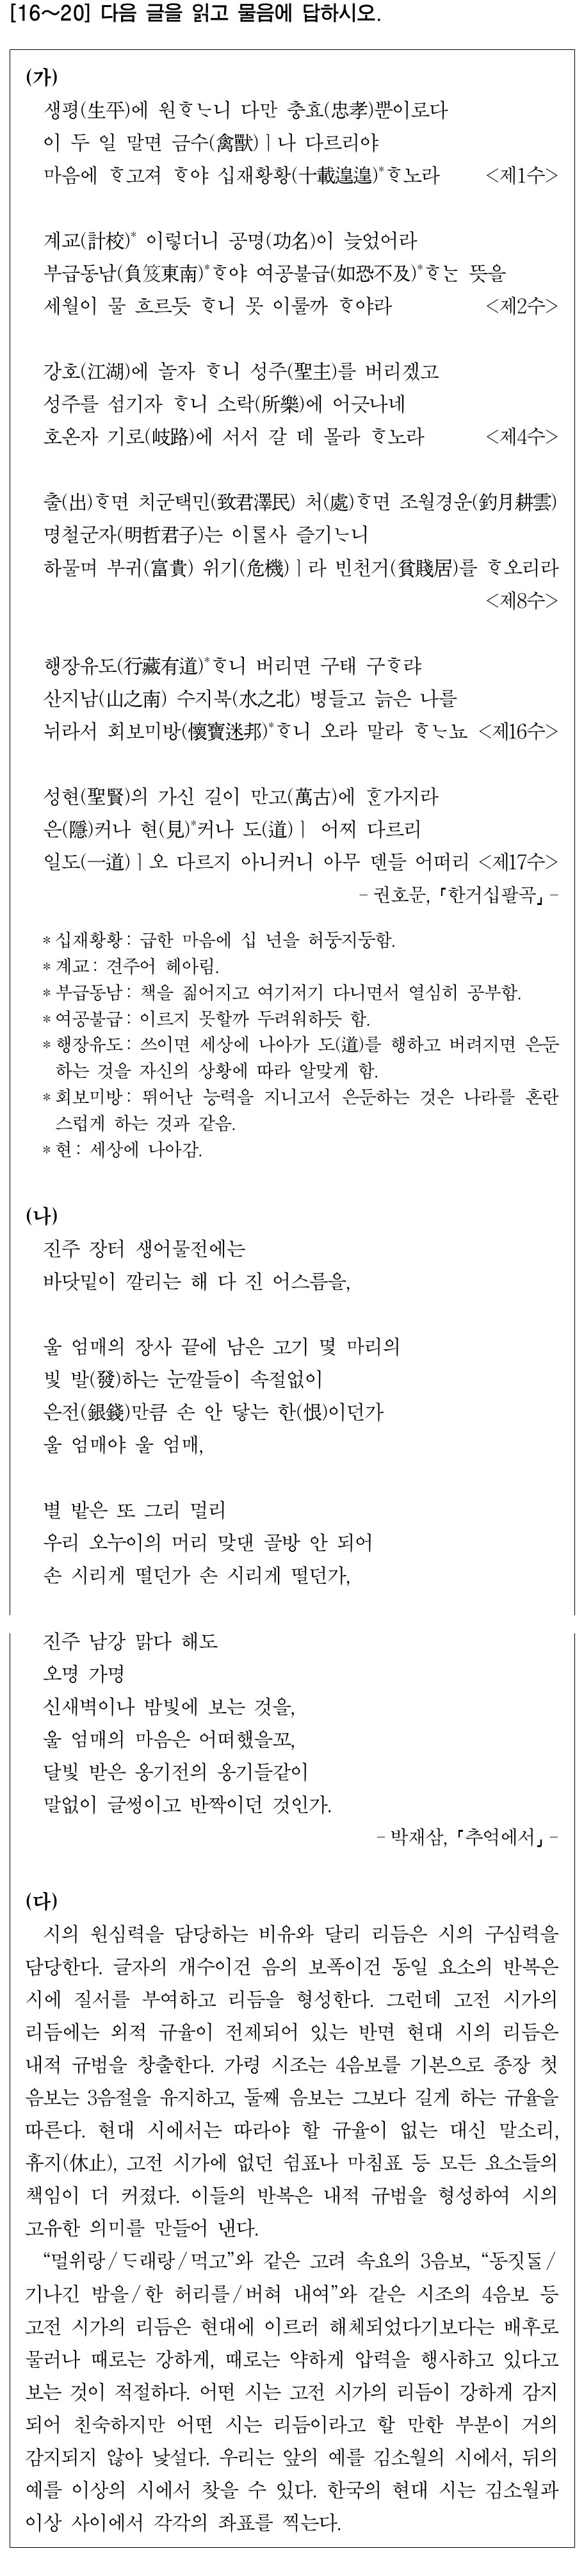 [16~20] 다음 글을 읽고 물음에 답하시오.
(가)
생평(生平)에 원ᄒᆞᄂᆞ니 다만 충효(忠孝)뿐이로다
이 두 일 말면 금수(禽獸)ㅣ나 다르리야
마음에 ᄒᆞ고져 ᄒᆞ야 십재황황(十載遑遑)*ᄒᆞ노라 <제1수>
계교(計校)* 이렇더니 공명(功名)이 늦었어라
부급동남(負笈東南)*ᄒᆞ야 여공불급(如恐不及)*ᄒᆞᄂᆞᆫ 뜻을
세월이 물 흐르듯 ᄒᆞ니 못 이룰까 ᄒᆞ야라 <제2수>
강호(江湖)에 놀자 ᄒᆞ니 성주(聖主)를 버리겠고
성주를 섬기자 ᄒᆞ니 소락(所樂)에 어긋나네
호온자 기로(岐路)에 서서 갈 데 몰라 ᄒᆞ노라 <제4수>
출(出)ᄒᆞ면 치군택민(致君澤民) 처(處)ᄒᆞ면 조월경운(釣月耕雲)
명철군자(明哲君子)는 이ᄅᆞᆯ사 즐기ᄂᆞ니
하물며 부귀(富貴) 위기(危機)ㅣ라 빈천거(貧賤居)를 ᄒᆞ오리라
<제8수>
행장유도(行藏有道)*ᄒᆞ니 버리면 구태 구ᄒᆞ랴
산지남(山之南) 수지북(水之北) 병들고 늙은 나를
뉘라서 회보미방(懷寶迷邦)*ᄒᆞ니 오라 말라 ᄒᆞᄂᆞ뇨 <제16수>
성현(聖賢)의 가신 길이 만고(萬古)에 ᄒᆞᆫ가지라
은(隱)커나 현(見)*커나 도(道)ㅣ 어찌 다르리
일도(一道)ㅣ오 다르지 아니커니 아무 덴들 어떠리 <제17수>
- 권호문, 「한거십팔곡」 -
* 십재황황: 급한 마음에 십 년을 허둥지둥함.
* 계교: 견주어 헤아림.
* 부급동남: 책을 짊어지고 여기저기 다니면서 열심히 공부함.
* 여공불급: 이르지 못할까 두려워하듯 함.
* 행장유도: 쓰이면 세상에 나아가 도(道)를 행하고 버려지면 은둔
하는 것을 자신의 상황에 따라 알맞게 함.
* 회보미방: 뛰어난 능력을 지니고서 은둔하는 것은 나라를 혼란
스럽게 하는 것과 같음.
* 현: 세상에 나아감.
(나)
진주 장터 생어물전에는
바닷밑이 깔리는 해 다 진 어스름을,
울 엄매의 장사 끝에 남은 고기 몇 마리의
빛 발(發)하는 눈깔들이 속절없이
은전(銀錢)만큼 손 안 닿는 한(恨)이던가
울 엄매야 울 엄매,
별 밭은 또 그리 멀리
우리 오누이의 머리 맞댄 골방 안 되어
손 시리게 떨던가 손 시리게 떨던가,
진주 남강 맑다 해도
오명 가명
신새벽이나 밤빛에 보는 것을,
울 엄매의 마음은 어떠했을꼬,
달빛 받은 옹기전의 옹기들같이
말없이 글썽이고 반짝이던 것인가.
- 박재삼, 「추억에서」 -
(다)
시의 원심력을 담당하는 비유와 달리 리듬은 시의 구심력을
담당한다. 글자의 개수이건 음의 보폭이건 동일 요소의 반복은
시에 질서를 부여하고 리듬을 형성한다. 그런데 고전 시가의
리듬에는 외적 규율이 전제되어 있는 반면 현대 시의 리듬은
내적 규범을 창출한다. 가령 시조는 4음보를 기본으로 종장 첫
음보는 3음절을 유지하고, 둘째 음보는 그보다 길게 하는 규율을
따른다. 현대 시에서는 따라야 할 규율이 없는 대신 말소리,
휴지(休止), 고전 시가에 없던 쉼표나 마침표 등 모든 요소들의
책임이 더 커졌다. 이들의 반복은 내적 규범을 형성하여 시의
고유한 의미를 만들어 낸다.
“멀위랑/ᄃᆞ래랑/먹고”와 같은 고려 속요의 3음보, “동짓ᄃᆞᆯ/
기나긴 밤을/한 허리를/버혀 내여”와 같은 시조의 4음보 등
고전 시가의 리듬은 현대에 이르러 해체되었다기보다는 배후로
물러나 때로는 강하게, 때로는 약하게 압력을 행사하고 있다고
보는 것이 적절하다. 어떤 시는 고전 시가의 리듬이 강하게 감지
되어 친숙하지만 어떤 시는 리듬이라고 할 만한 부분이 거의
감지되지 않아 낯설다. 우리는 앞의 예를 김소월의 시에서, 뒤의
예를 이상의 시에서 찾을 수 있다. 한국의 현대 시는 김소월과
이상 사이에서 각각의 좌표를 찍는다.